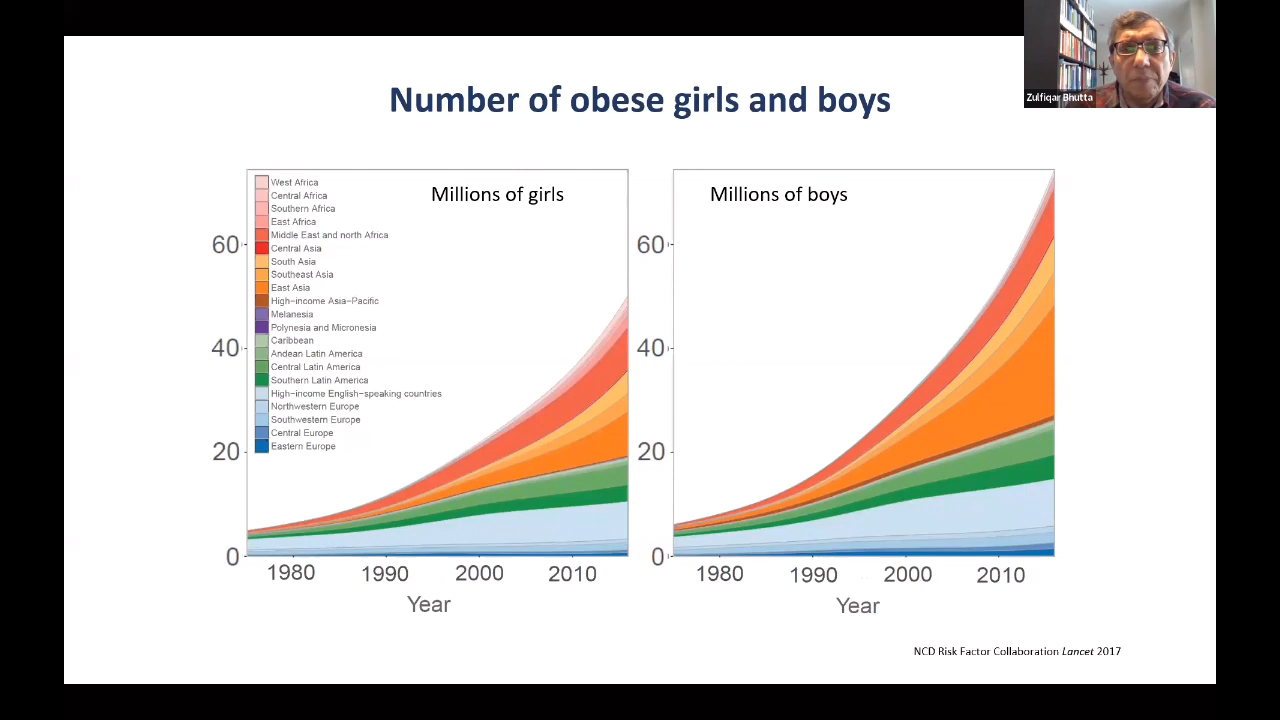 Zulfiqar Bhutta
Number of obese girls and boys
Millions of girls
West Africa
Central Africa
Southern Africa
East Africa
Middle East and north Africa
Central Asia
South Asia
Southeast Asia
East Asia
High-income Asia-Pacific
Melanesia
Polynesia and Micronesia
Caribbean
Andean Latin America
Central Latin America
Southern Latin America
High-income English-speaking countries
Northwestern Europe
Southwestern Europe
Central Europe
Eastern Europe
60
40
20
0
1980 1990 2000 2010
Year
Millions of boys
60
40
20
0
1980 1990 2000 2010
Year
NCD Risk Factor Collaboration Lancet 2017